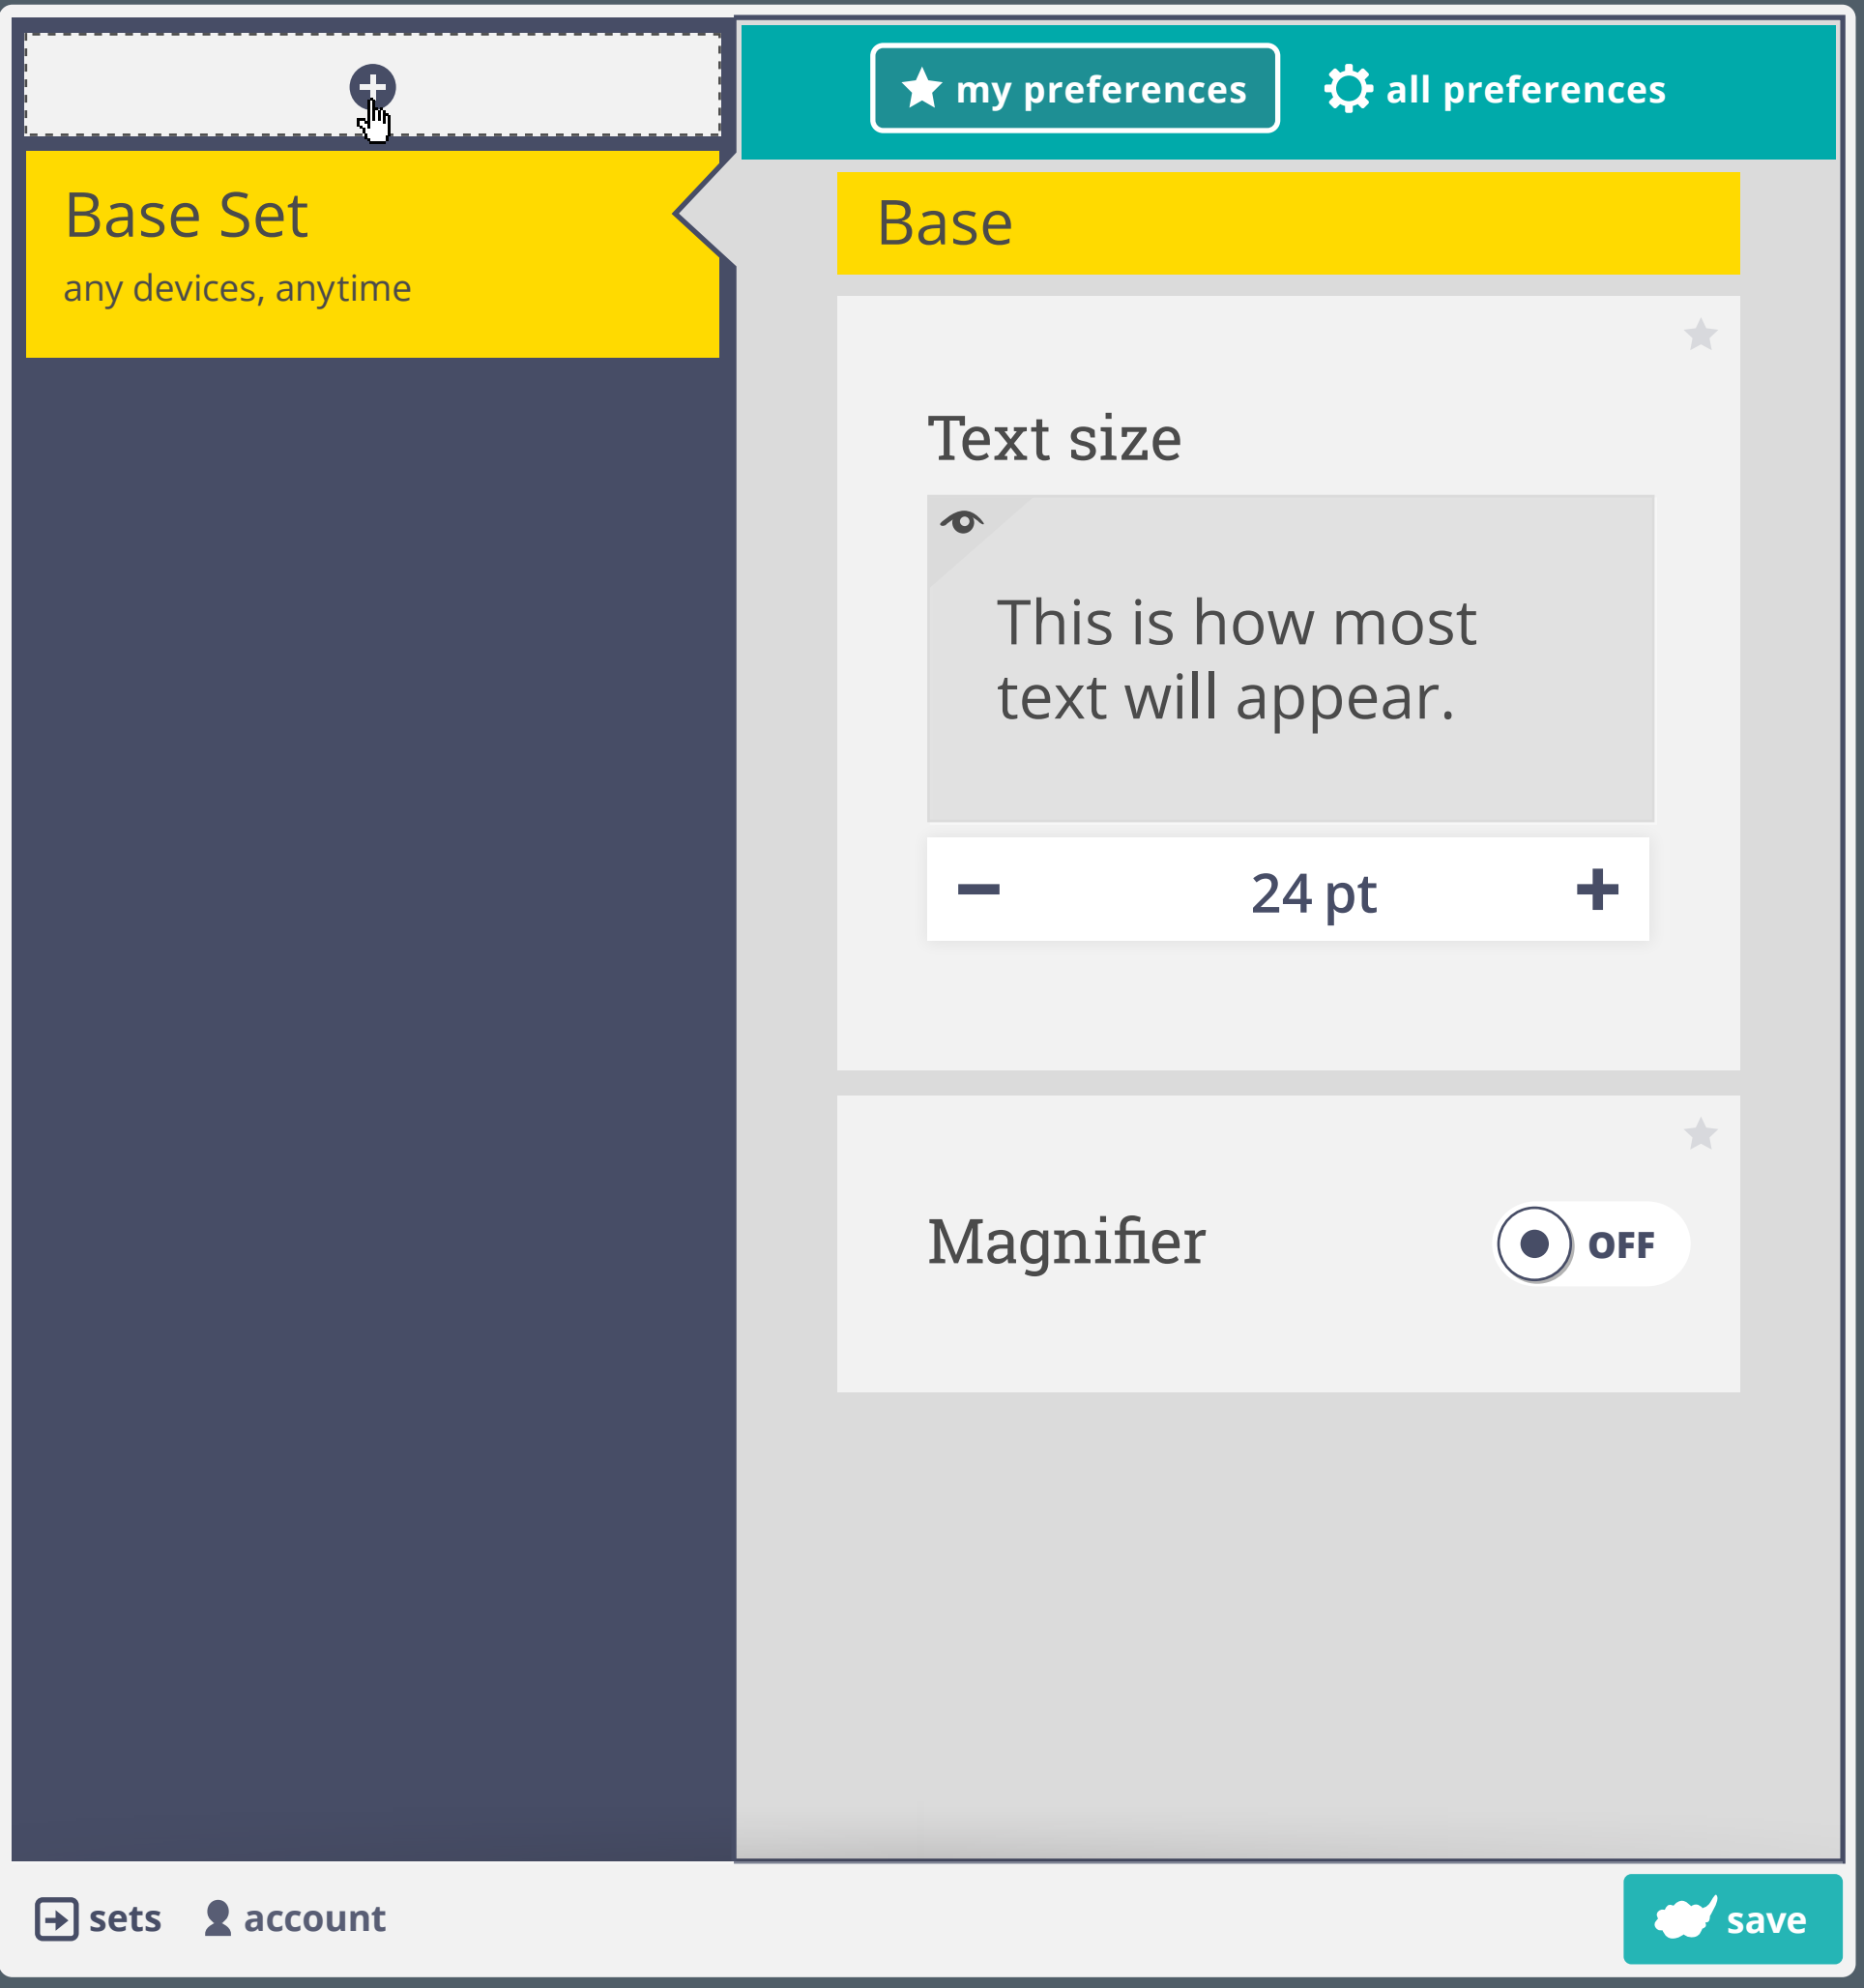 my preferences
all preferences
Base Set
any devices, anytime
Base
Text size
This is how most
text will appear.
24 pt
Magnifier
OFF
sets
account
save